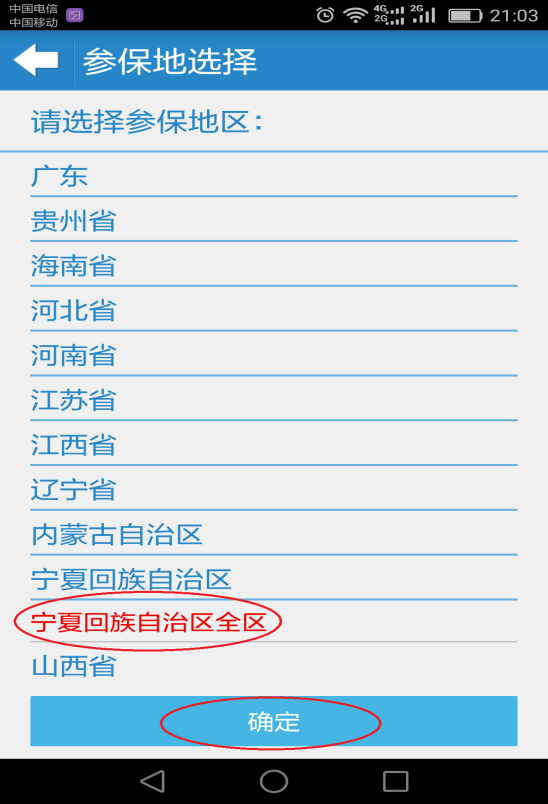 中国电信
中国移动
4G 2G 2G 21:03
参保地选择
请选择参保地区：
广东
贵州省
海南省
河北省
河南省
江苏省
江西省
辽宁省
内蒙古自治区
宁夏回族自治区
宁夏回族自治区全区
山西省
确定